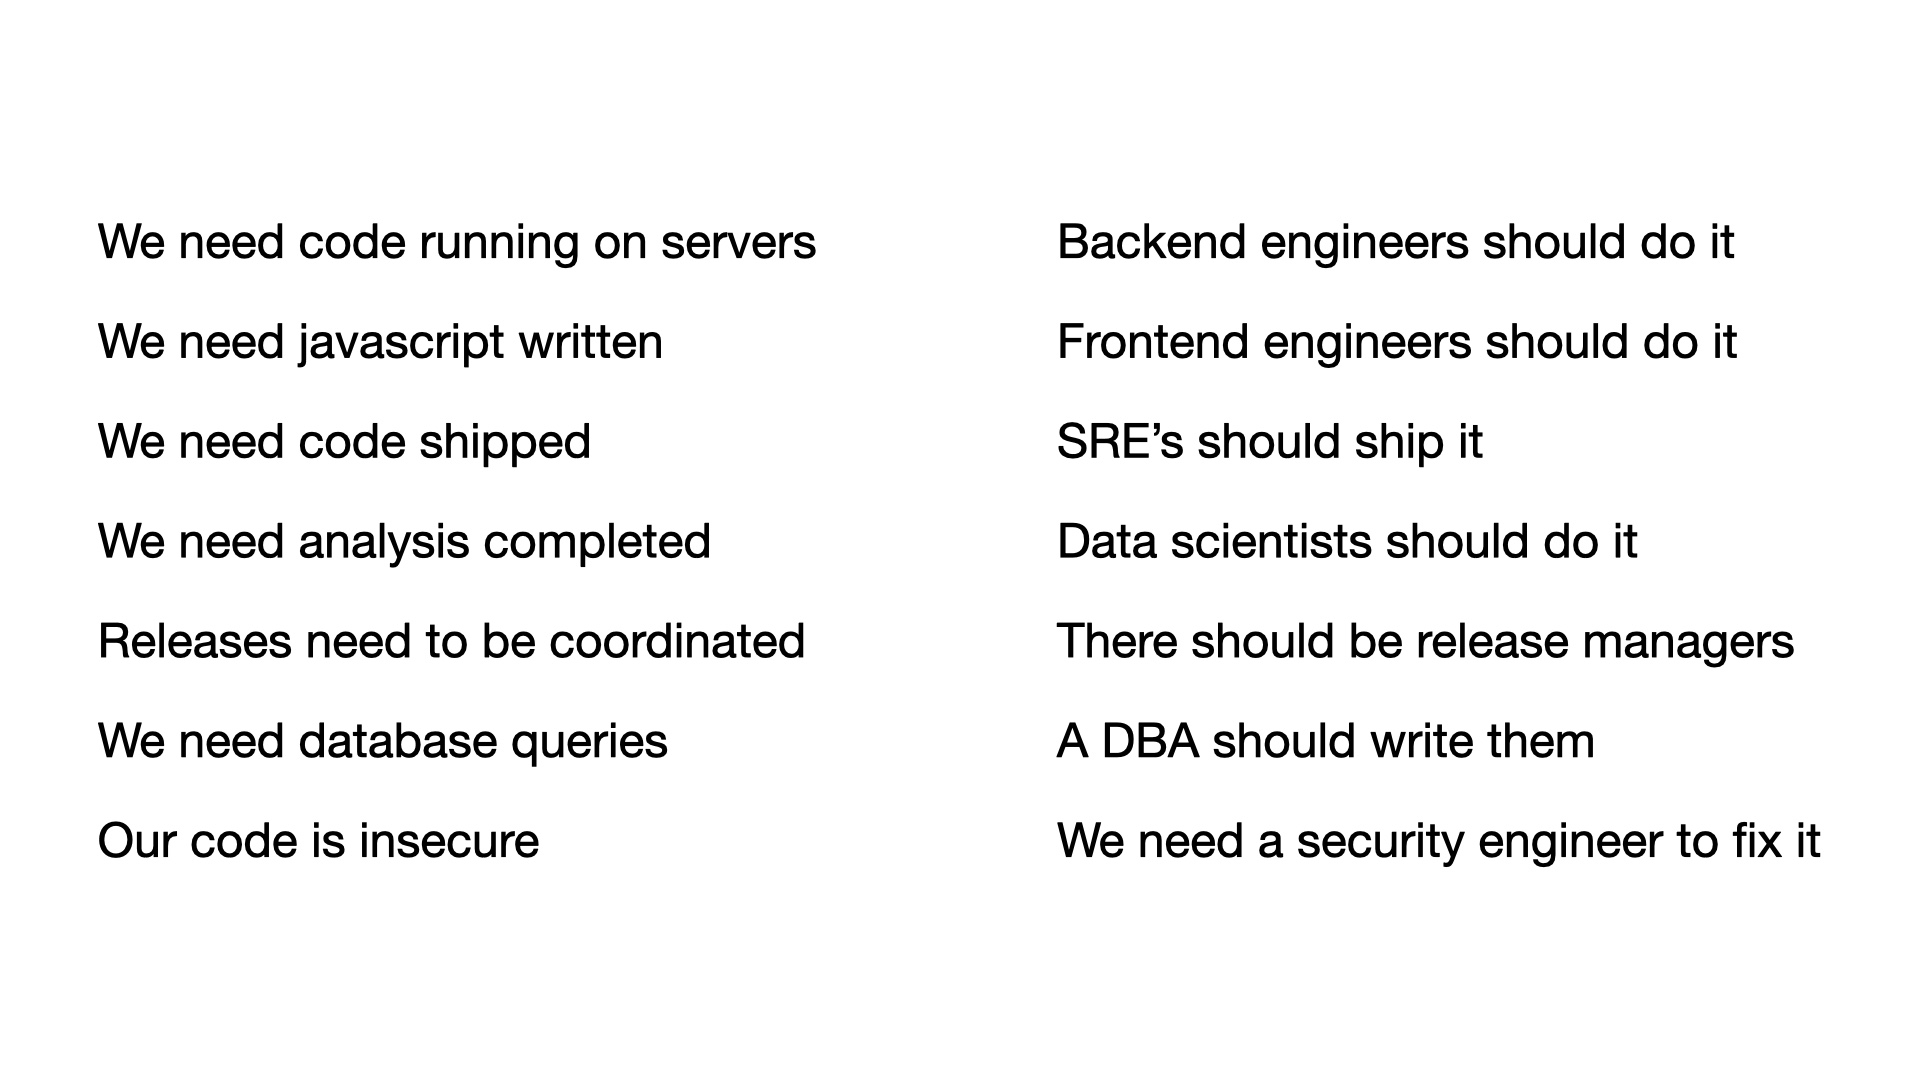 We need code running on servers
Backend engineers should do it
We need javascript written
Frontend engineers should do it
We need code shipped
SRE’s should ship it
We need analysis completed
Data scientists should do it
Releases need to be coordinated
There should be release managers
We need database queries
A DBA should write them
Our code is insecure
We need a security engineer to fix it